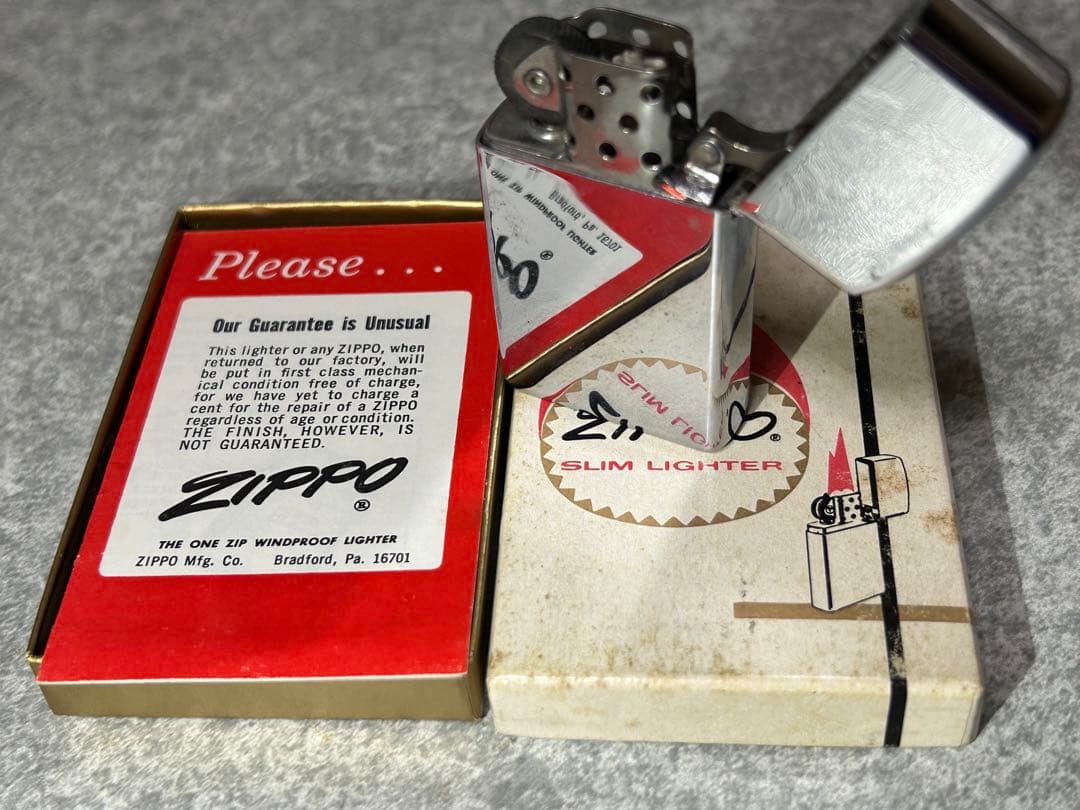 Please...
Our Guarantee is Unusual
This lighter or any ZIPPO, when
returned to our factory, will
be put in first class mechan-
ical condition free of charge,
for we have yet to charge a
cent for the repair of a ZIPPO
regardless of age or condition.
THE FINISH, HOWEVER, IS
NOT GUARANTEED.
ZIPPO
®
THE ONE ZIP WINDPROOF LIGHTER
ZIPPO Mfg. Co. Bradford, Pa. 16701
®
SLIM LIGHTER